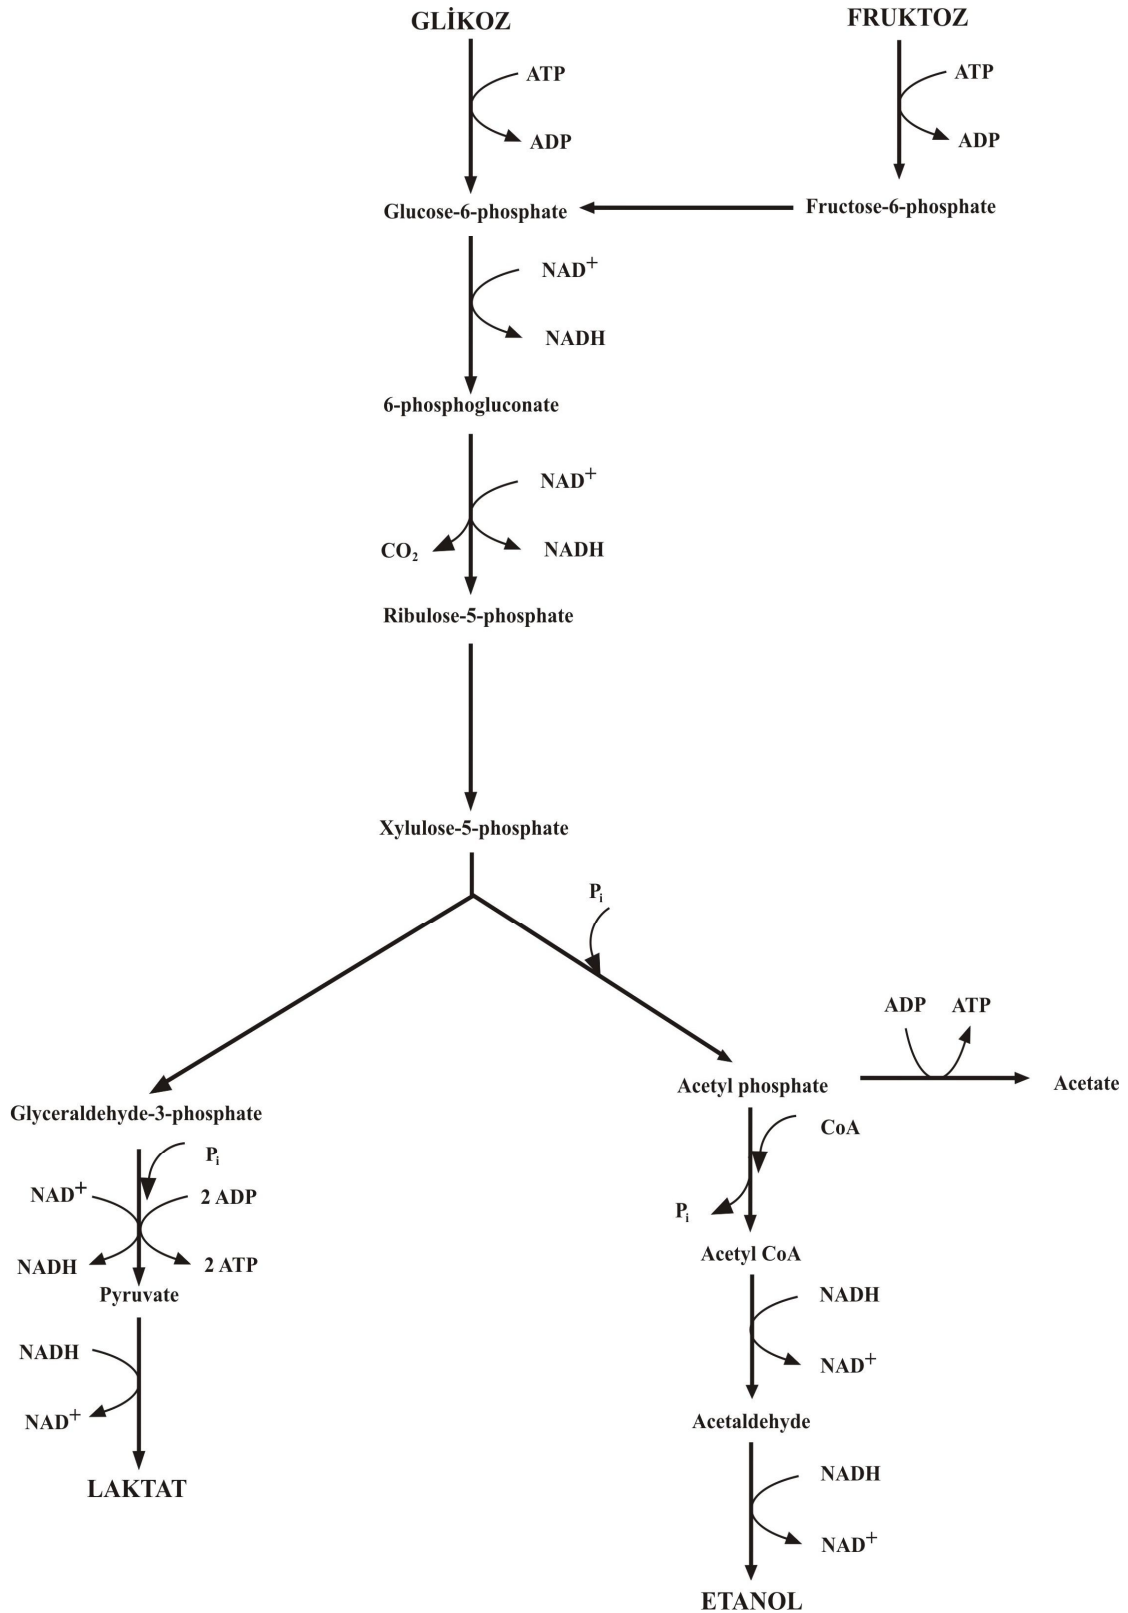 GLİKOZ
FRUKTOZ
ATP
ADP
ATP
ADP
Glucose-6-phosphate
Fructose-6-phosphate
NAD+
NADH
6-phosphogluconate
NAD+
CO₂
NADH
Ribulose-5-phosphate
Xylulose-5-phosphate
Pᵢ
ADP
ATP
Acetyl phosphate
Acetate
Glyceraldehyde-3-phosphate
CoA
Pᵢ
NAD+
2 ADP
Pᵢ
NADH
2 ATP
Acetyl CoA
Pyruvate
NADH
NADH
NAD+
NAD+
Acetaldehyde
LAKTAT
NADH
NAD+
ETANOL